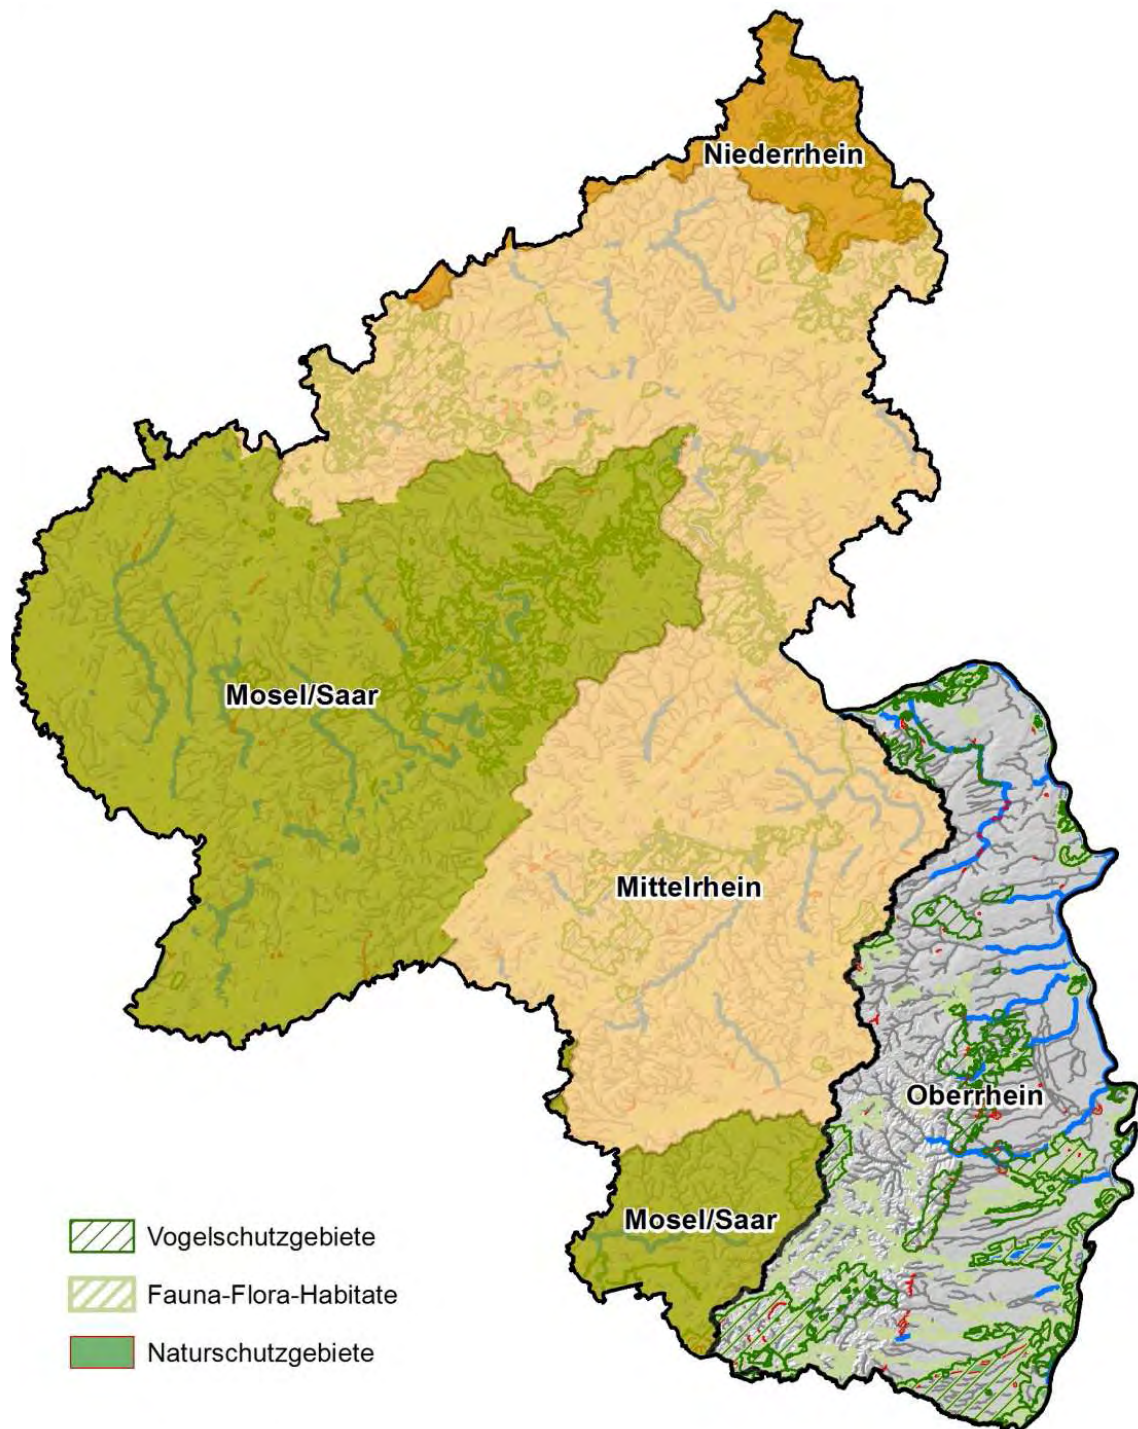 Niederrhein
Mosel/Saar
Mittelrhein
Oberrhein
Mosel/Saar
Vogelschutzgebiete
Fauna-Flora-Habitate
Naturschutzgebiete